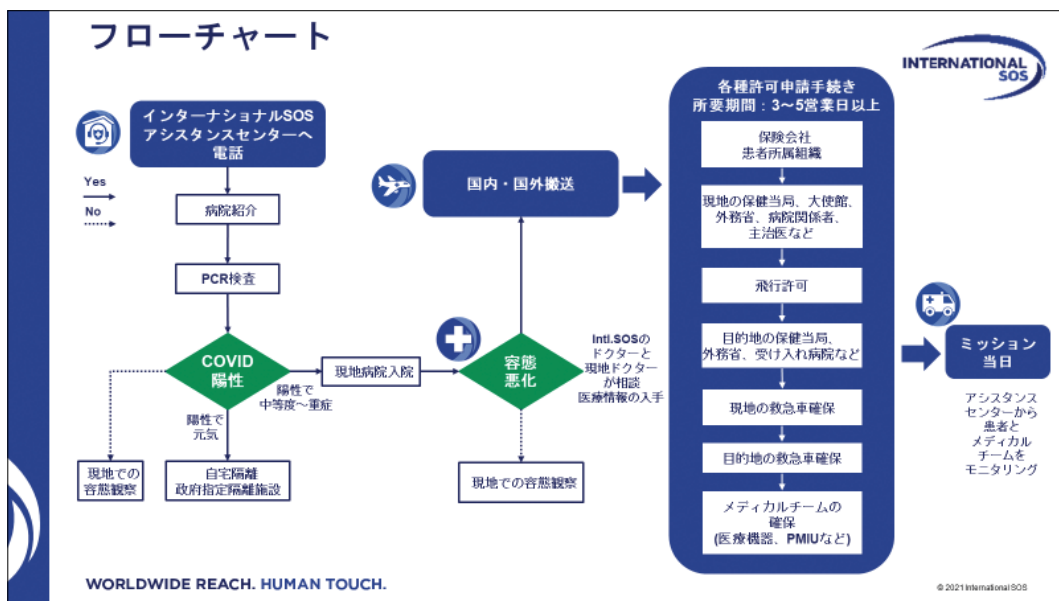 フローチャート
INTERNATIONAL
SOS
インターナショナルSOS
アシスタンスセンターへ
電話
Yes
No
病院紹介
PCR検査
COVID
陽性
陽性で
中等度～重症
陽性で
元気
現地での
容態観察
自宅隔離
政府指定隔離施設
現地病院入院
容態
悪化
Intl.SOSの
ドクターと
現地ドクター
が相談
医療情報の入手
現地での容態観察
国内・国外搬送
各種許可申請手続き
所要期間：3～5営業日以上
保険会社
患者所属組織
現地の保健当局、大使館、
外務省、病院関係者、
主治医など
飛行許可
目的地の保健当局、
外務省、受け入れ病院など
現地の救急車確保
目的地の救急車確保
メディカルチームの
確保
(医療機器、PMIUなど)
ミッション
当日
アシスタンス
センターから
患者と
メディカル
チームを
モニタリング
WORLDWIDE REACH. HUMAN TOUCH.
© 2021 International SOS